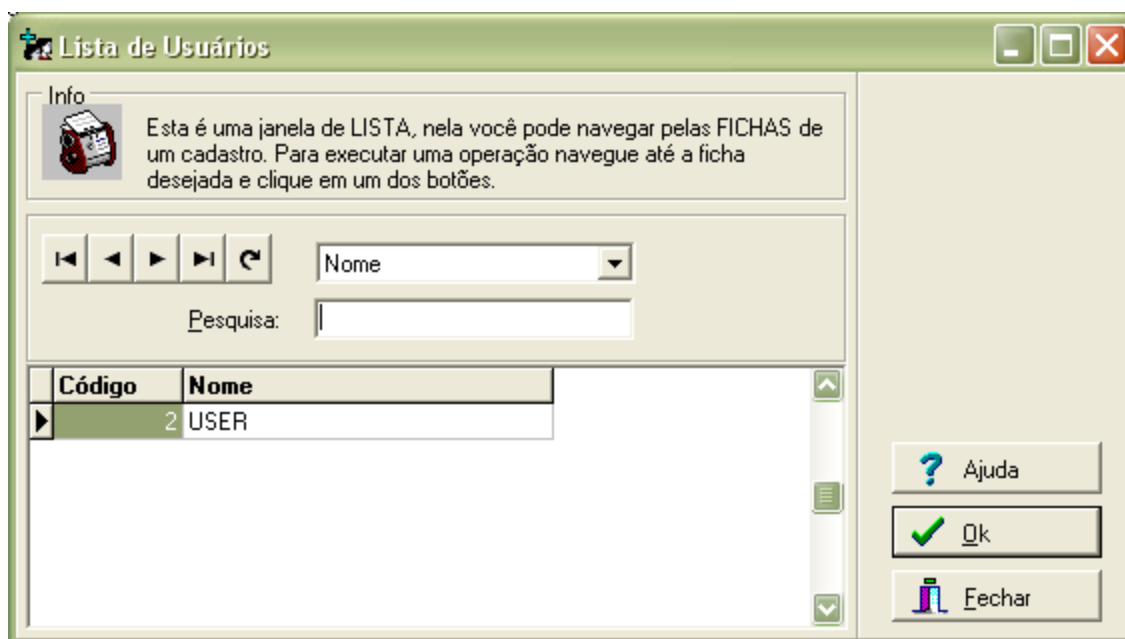 Lista de Usuários
Info
Esta é uma janela de LISTA, nela você pode navegar pelas FICHAS de
um cadastro. Para executar uma operação navegue até a ficha
desejada e clique em um dos botões.
Nome
Pesquisa:
Código Nome
2 USER
Ajuda
Ok
Fechar